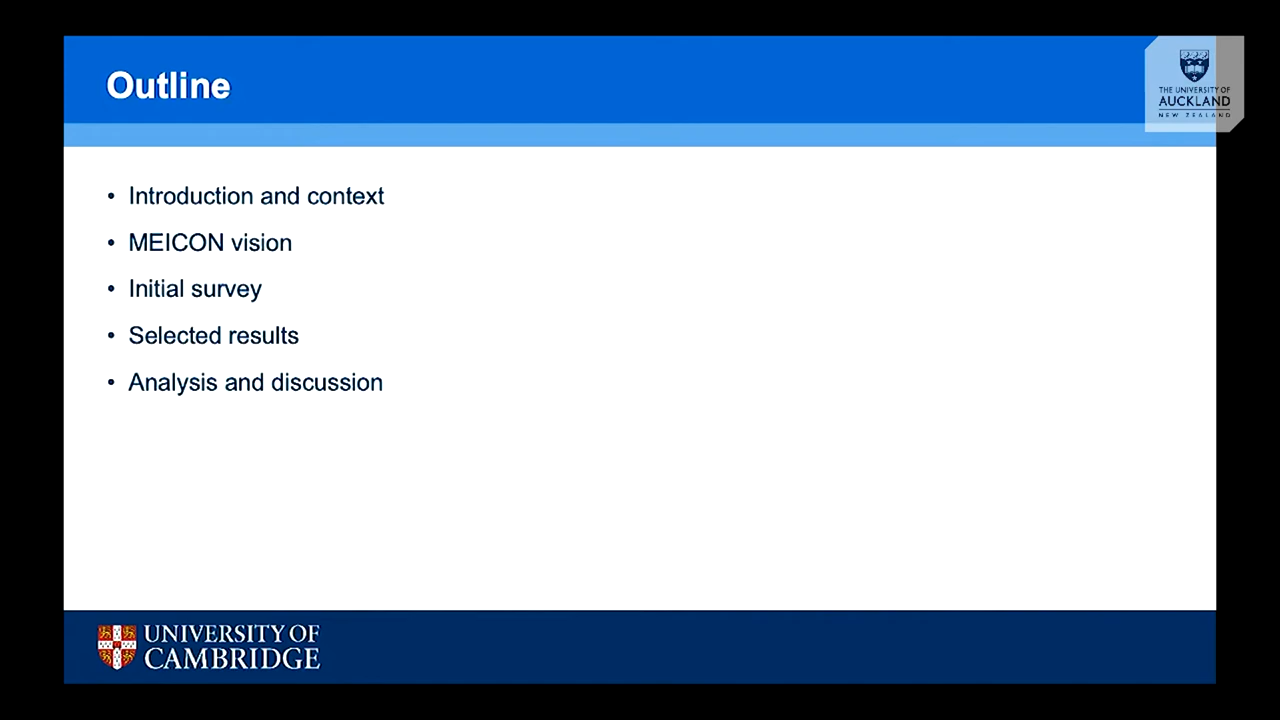 Outline
THE UNIVERSITY OF
AUCKLAND
NEW ZEALAND
• Introduction and context
• MEICON vision
• Initial survey
• Selected results
• Analysis and discussion
UNIVERSITY OF
CAMBRIDGE